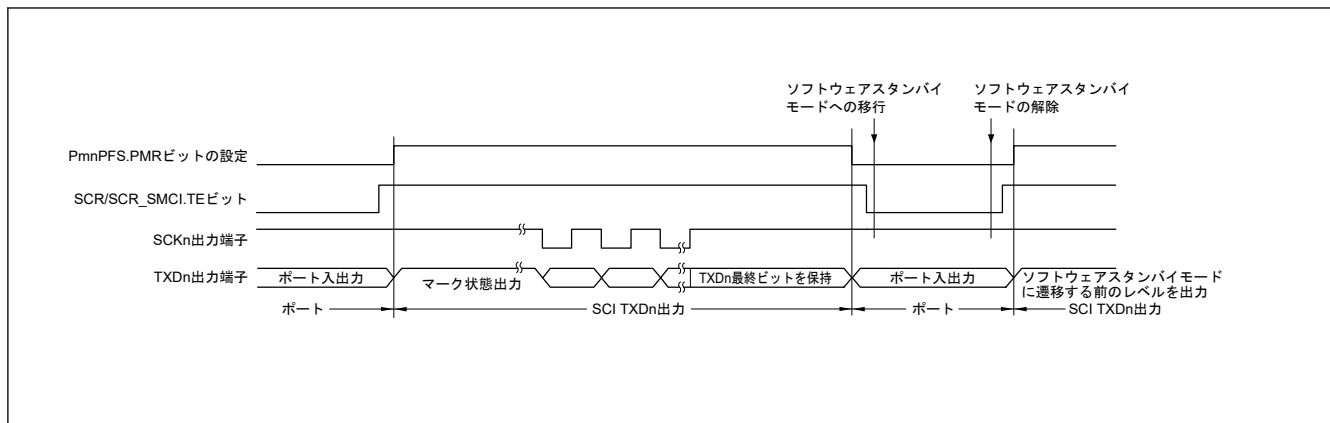 ソフトウェアスタンバイ
モードへの移行
ソフトウェアスタンバイ
モードの解除
PmnPFS.PMRビットの設定
SCR/SCR_SMCI.TEビット
SCKn出力端子
TXDn出力端子
ポート入出力
マーク状態出力
TXDn最終ビットを保持
ポート入出力
ソフトウェアスタンバイモード
に遷移する前のレベルを出力
ポート
SCI TXDn出力
ポート
SCI TXDn出力